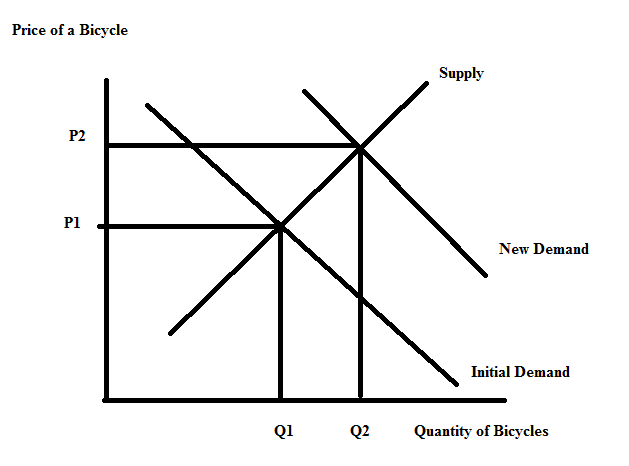 Price of a Bicycle
Supply
P2
P1
New Demand
Initial Demand
Q1
Q2
Quantity of Bicycles